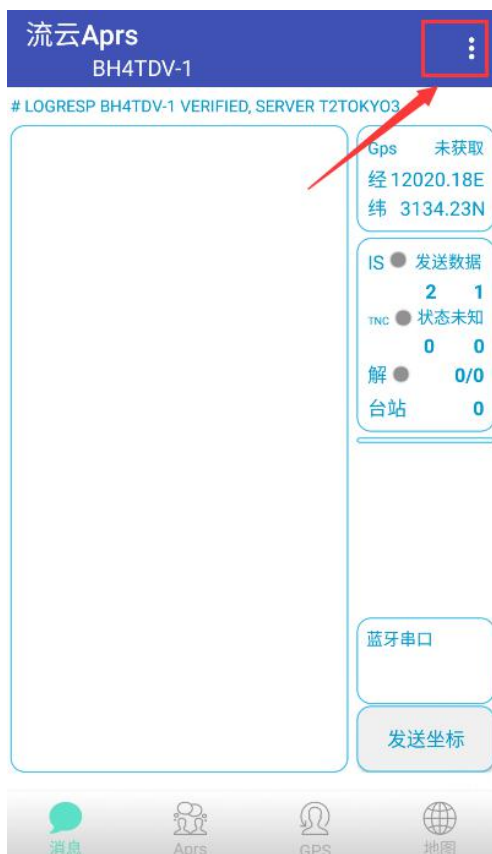 流云Aprs
BH4TDV-1
# LOGRESP BH4TDV-1 VERIFIED, SERVER T2TOKYO3
Gps 未获取
经 12020.18E
纬 3134.23N
IS 发送数据
2 1
TNC 状态未知
0 0
解 0/0
台站 0
蓝牙串口
发送坐标
消息 Aprs GPS 地图